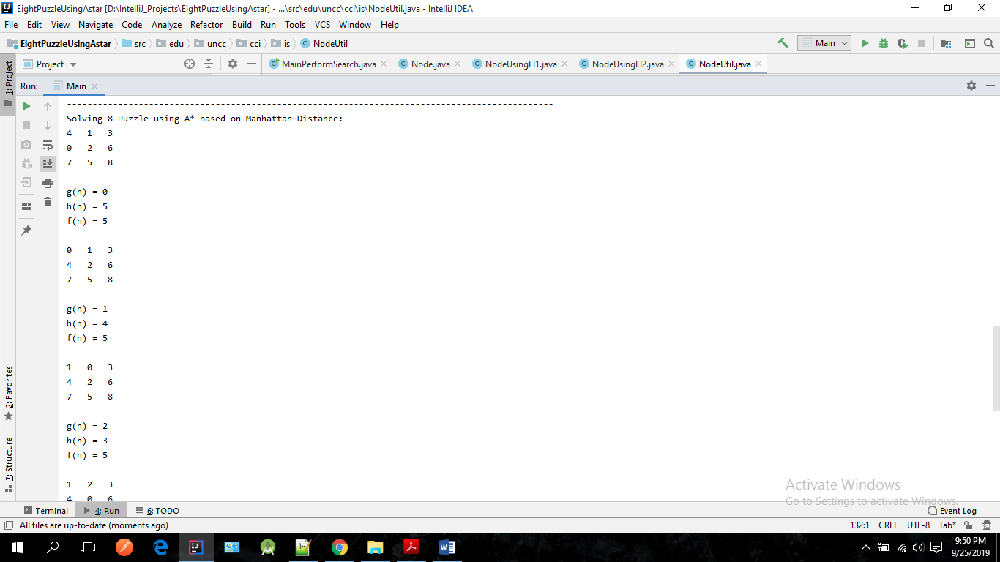 EightPuzzleUsingAstar [D:\IntelliJ_Projects\EightPuzzleUsingAstar] - ...\src\edu\uncc\cci\is\NodeUtil.java - IntelliJ IDEA
File Edit View Navigate Code Analyze Refactor Build Run Tools VCS Window Help
EightPuzzleUsingAstar src edu uncc cci is NodeUtil Main
1: Project Project MainPerformSearch.java Node.java NodeUsingH1.java NodeUsingH2.java NodeUtil.java
Run: Main
-----------------------------------------------------------------------------------------------
Solving 8 Puzzle using A* based on Manhattan Distance:
4 1 3
0 2 6
7 5 8
g(n) = 0
h(n) = 5
f(n) = 5
0 1 3
4 2 6
7 5 8
g(n) = 1
h(n) = 4
f(n) = 5
1 0 3
4 2 6
7 5 8
g(n) = 2
h(n) = 3
f(n) = 5
1 2 3
4 0 6
2: Favorites
7: Structure
Activate Windows
Go to Settings to activate Windows.
Terminal 4: Run 6: TODO Event Log
All files are up-to-date (moments ago) 132:1 CRLF UTF-8 Tab*
9:50 PM
9/25/2019